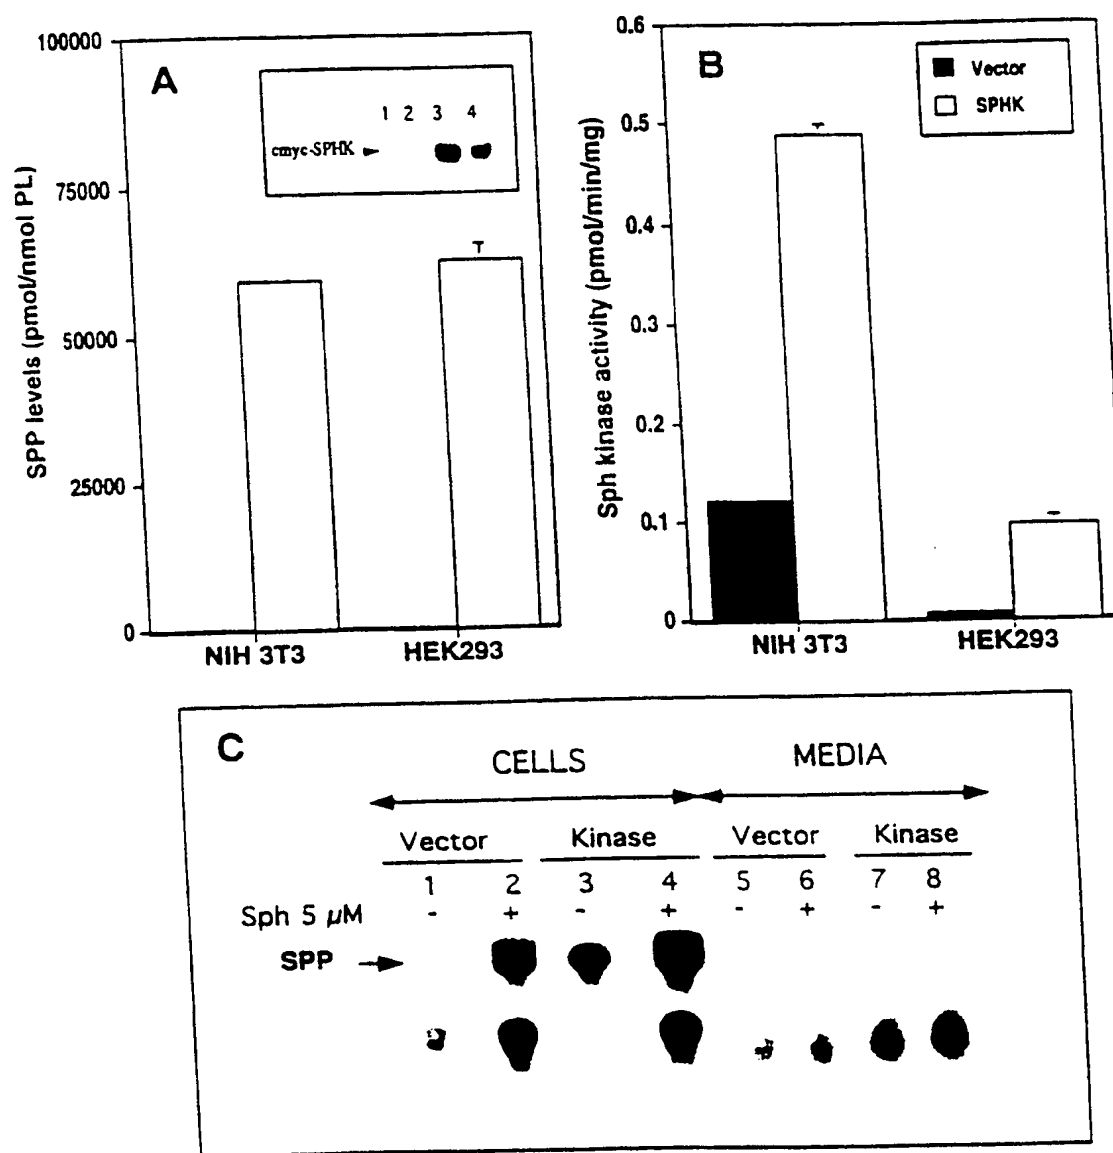 A
SPP levels (pmol/nmol PL)
100000
75000
50000
25000
0
1 2 3 4
cmyc-SPHK
NIH 3T3 HEK293
B
Sph kinase activity (pmol/min/mg)
0.6
0.5
0.4
0.3
0.2
0.1
0
Vector
SPHK
NIH 3T3 HEK293
C
CELLS MEDIA
Vector Kinase Vector Kinase
1 2 3 4 5 6 7 8
Sph 5 µM - + - + - + - +
SPP